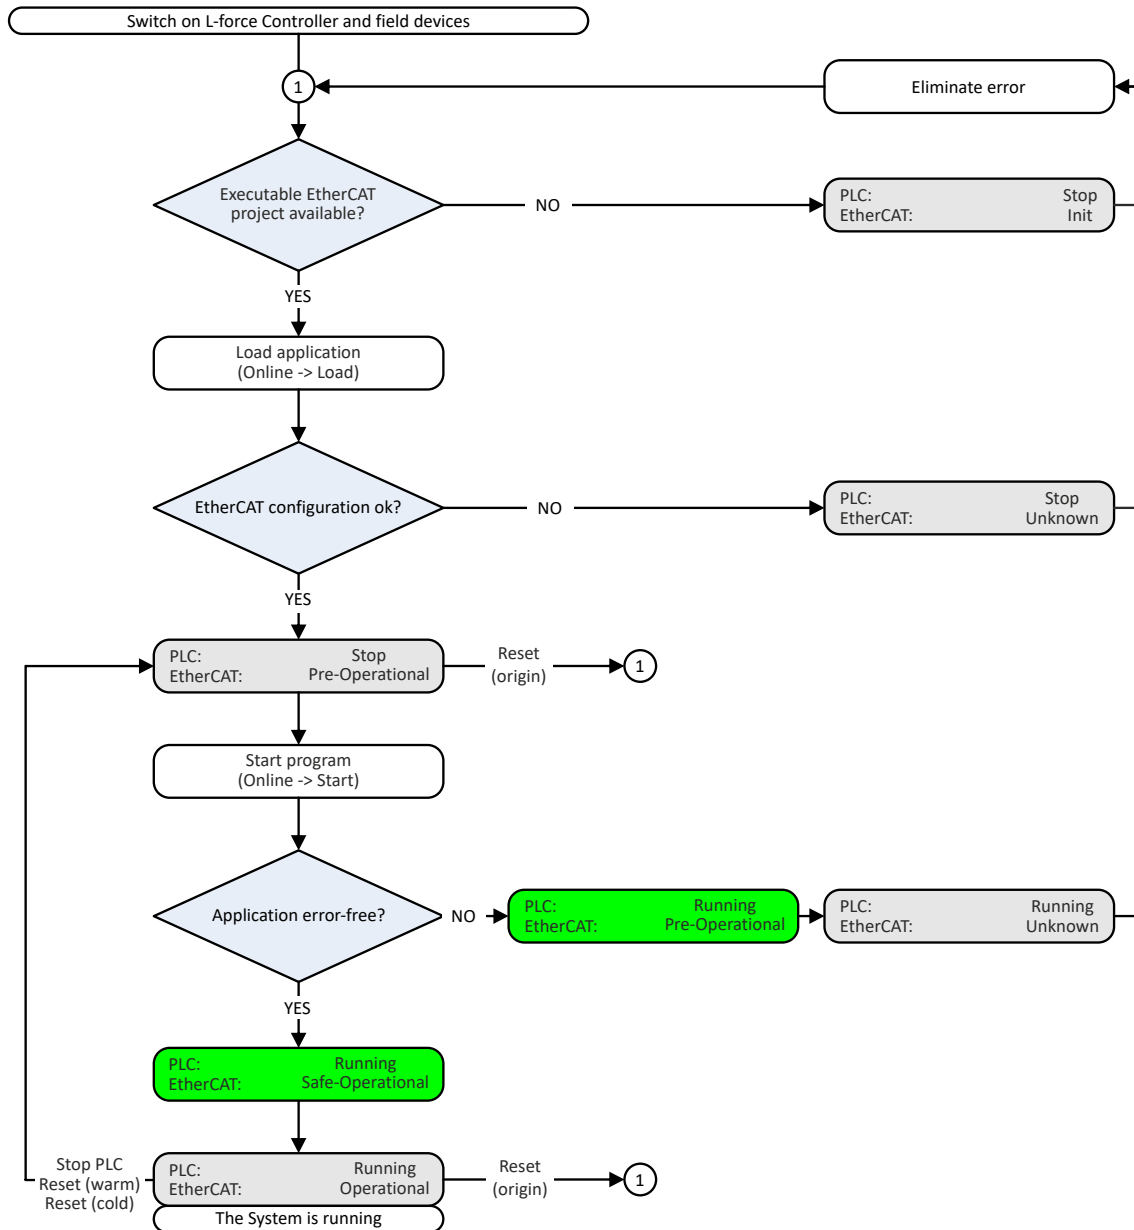 Switch on L-force Controller and field devices
1
Eliminate error
Executable EtherCAT
project available?
NO
PLC: Stop
EtherCAT: Init
YES
Load application
(Online -> Load)
EtherCAT configuration ok?
NO
PLC: Stop
EtherCAT: Unknown
YES
PLC: Stop
EtherCAT: Pre-Operational
Reset
(origin)
1
Start program
(Online -> Start)
Application error-free?
NO
PLC: Running
EtherCAT: Pre-Operational
PLC: Running
EtherCAT: Unknown
YES
PLC: Running
EtherCAT: Safe-Operational
Stop PLC
Reset (warm)
Reset (cold)
PLC: Running
EtherCAT: Operational
Reset
(origin)
1
The System is running